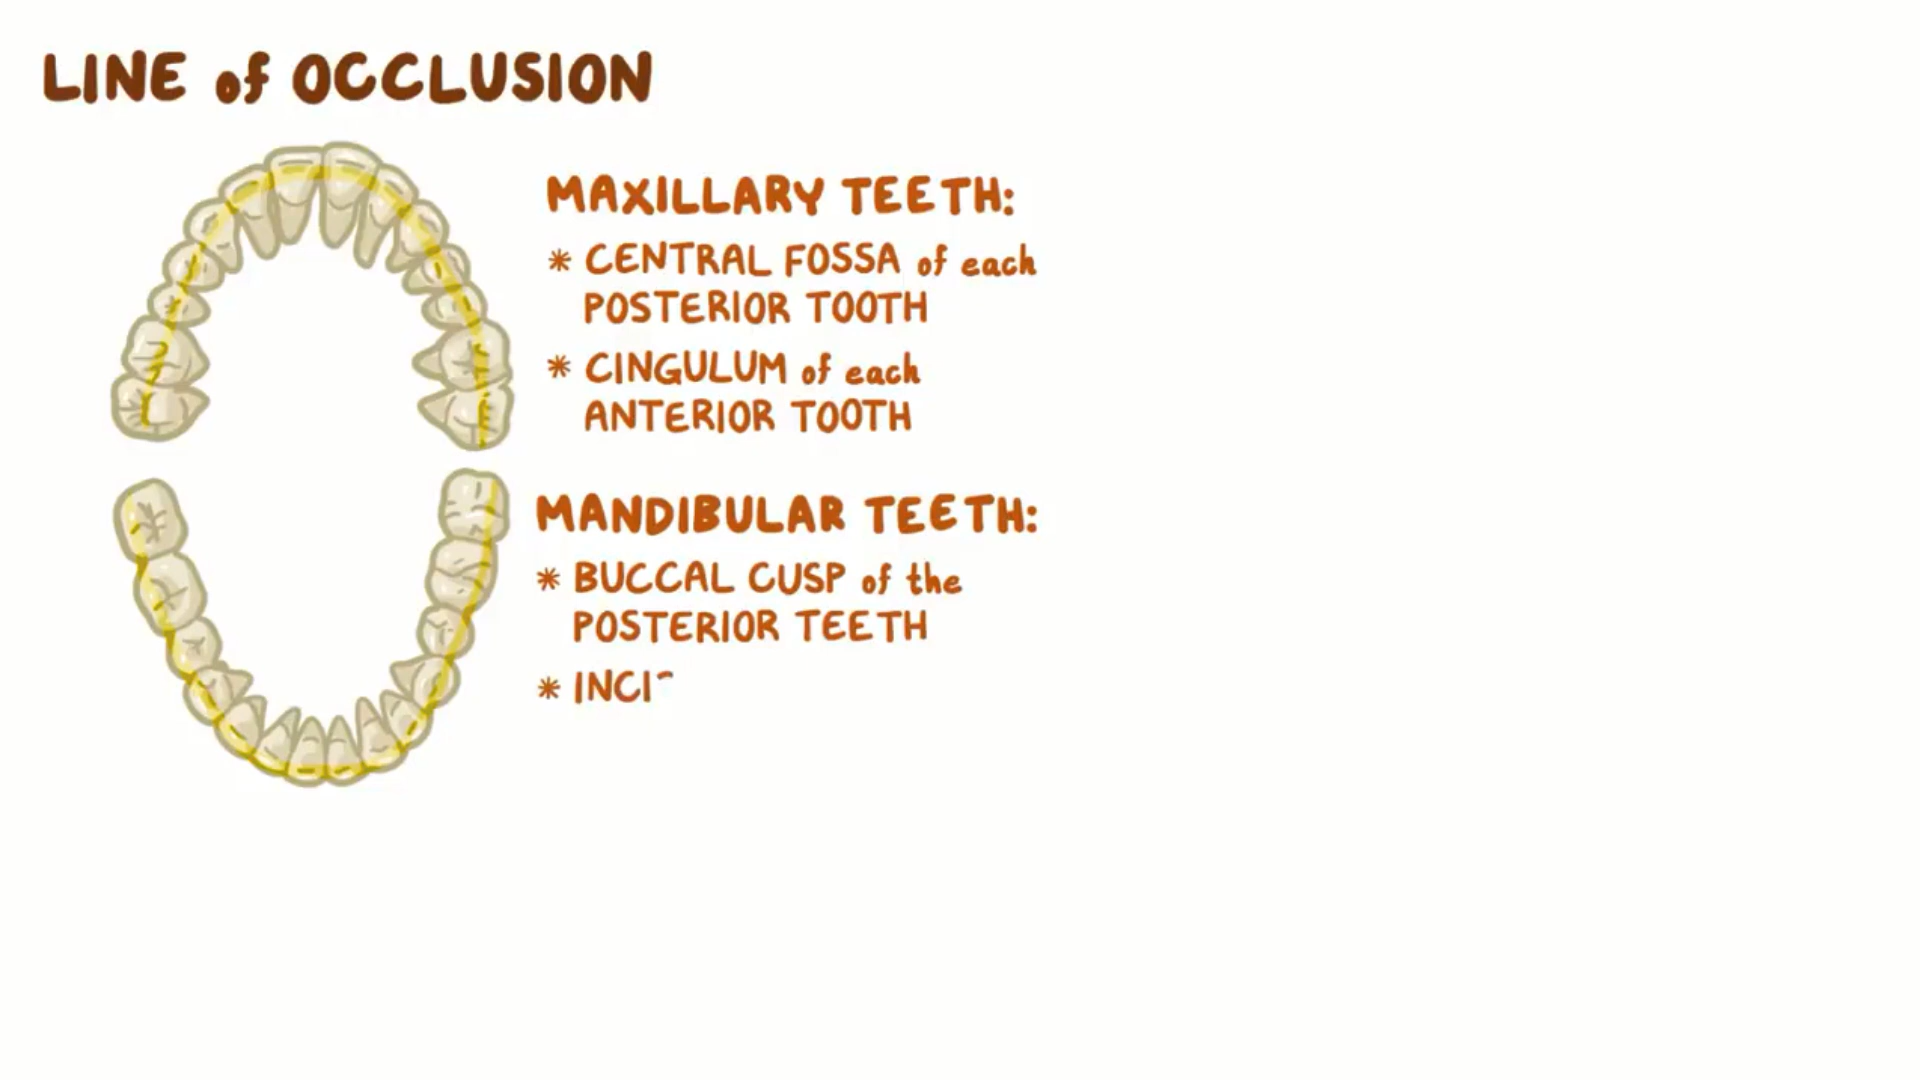 LINE of OCCLUSION
MAXILLARY TEETH:
* CENTRAL FOSSA of each
POSTERIOR TOOTH
* CINGULUM of each
ANTERIOR TOOTH
MANDIBULAR TEETH:
* BUCCAL CUSP of the
POSTERIOR TEETH
* INCI